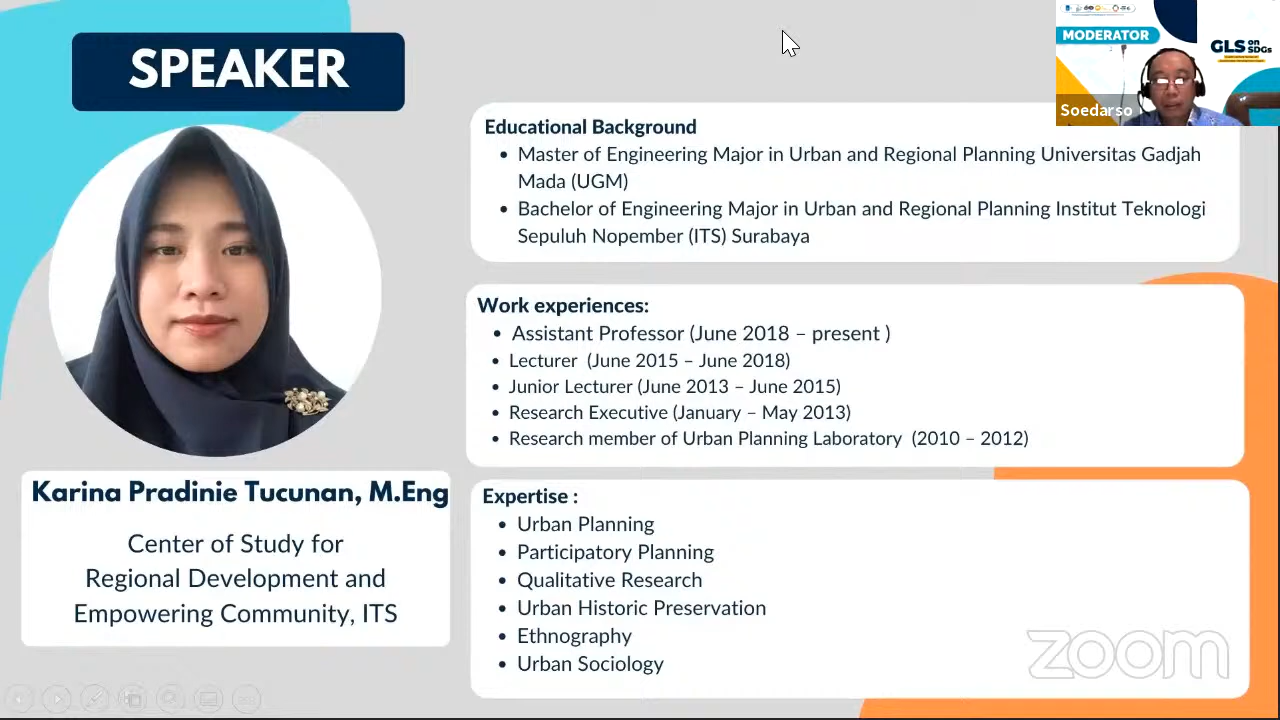 SPEAKER
MODERATOR
GLS on SDGs
Soedarso
Educational Background
• Master of Engineering Major in Urban and Regional Planning Universitas Gadjah
Mada (UGM)
• Bachelor of Engineering Major in Urban and Regional Planning Institut Teknologi
Sepuluh Nopember (ITS) Surabaya
Work experiences:
• Assistant Professor (June 2018 – present )
• Lecturer (June 2015 – June 2018)
• Junior Lecturer (June 2013 – June 2015)
• Research Executive (January – May 2013)
• Research member of Urban Planning Laboratory (2010 – 2012)
Karina Pradinie Tucunan, M.Eng
Center of Study for
Regional Development and
Empowering Community, ITS
Expertise :
• Urban Planning
• Participatory Planning
• Qualitative Research
• Urban Historic Preservation
• Ethnography
• Urban Sociology
zoom